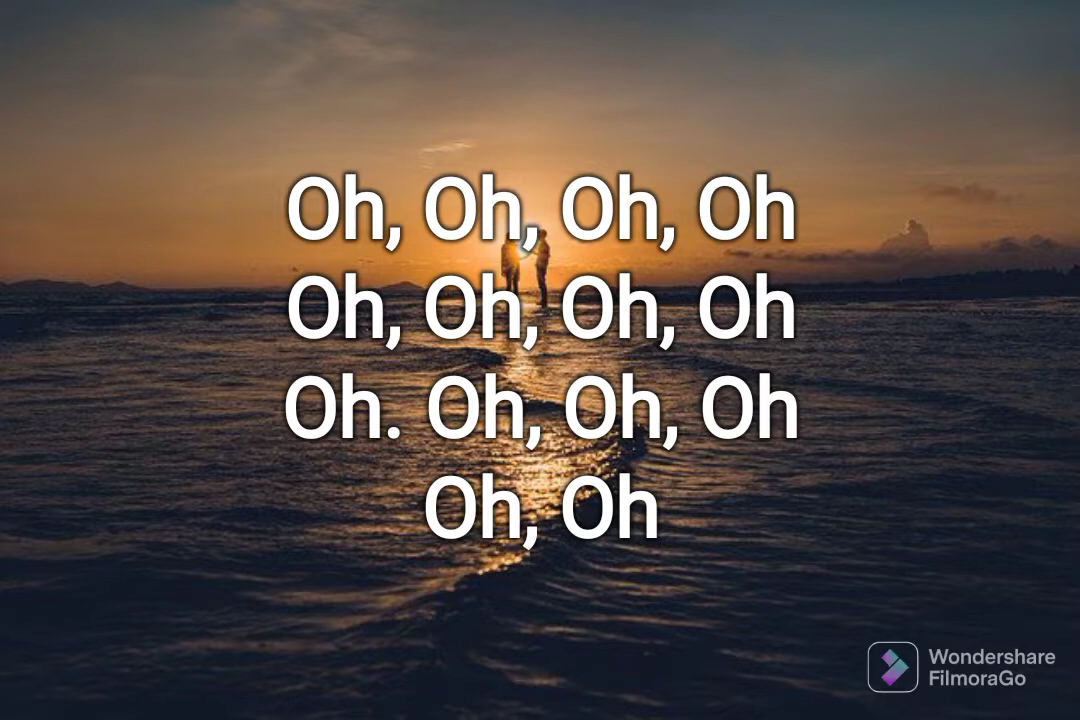 Oh, Oh, Oh, Oh
Oh, Oh, Oh, Oh
Oh. Oh, Oh, Oh
Oh, Oh
Wondershare
FilmoraGo